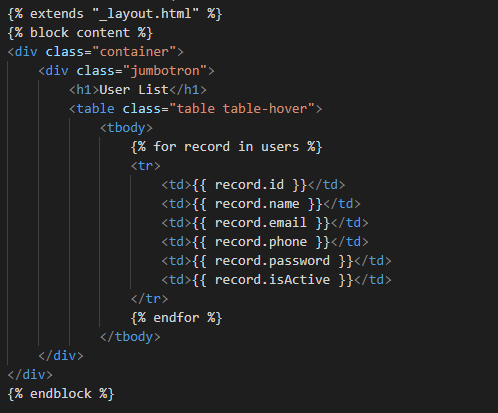 {% extends "_layout.html" %}
{% block content %}
<div class="container">
    <div class="jumbotron">
        <h1>User List</h1>
        <table class="table table-hover">
            <tbody>
                {% for record in users %}
                <tr>
                    <td>{{ record.id }}</td>
                    <td>{{ record.name }}</td>
                    <td>{{ record.email }}</td>
                    <td>{{ record.phone }}</td>
                    <td>{{ record.password }}</td>
                    <td>{{ record.isActive }}</td>
                </tr>
                {% endfor %}
            </tbody>
    </div>
</div>
{% endblock %}